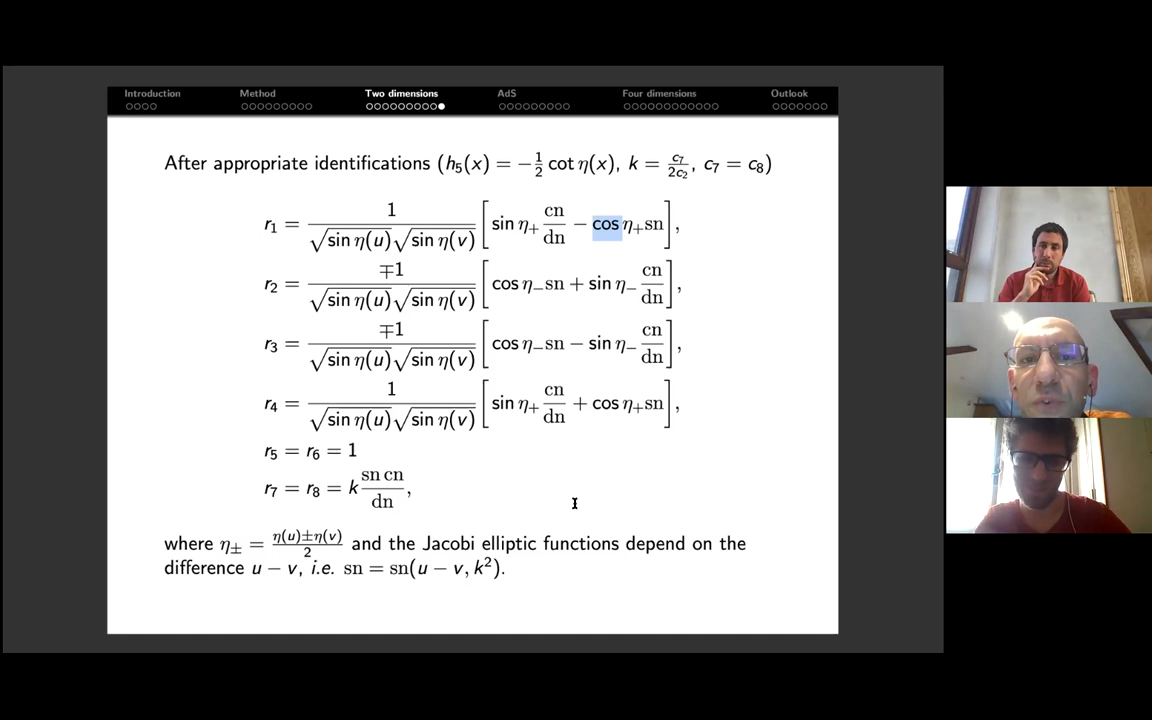 Introduction Method Two dimensions AdS Four dimensions Outlook
After appropriate identifications (h₅(x) = −½ cot η(x), k = c₇/2c₂, c₇ = c₈)
r₁ = 1/(√sin η(u)√sin η(v)) [sin η₊ cn/dn − cos η₊sn],
r₂ = ∓1/(√sin η(u)√sin η(v)) [cos η₋sn + sin η₋ cn/dn],
r₃ = ∓1/(√sin η(u)√sin η(v)) [cos η₋sn − sin η₋ cn/dn],
r₄ = 1/(√sin η(u)√sin η(v)) [sin η₊ cn/dn + cos η₊sn],
r₅ = r₆ = 1
r₇ = r₈ = k sn cn/dn,
where η± = (η(u)±η(v))/2 and the Jacobi elliptic functions depend on the
difference u − v, i.e. sn = sn(u − v, k²).